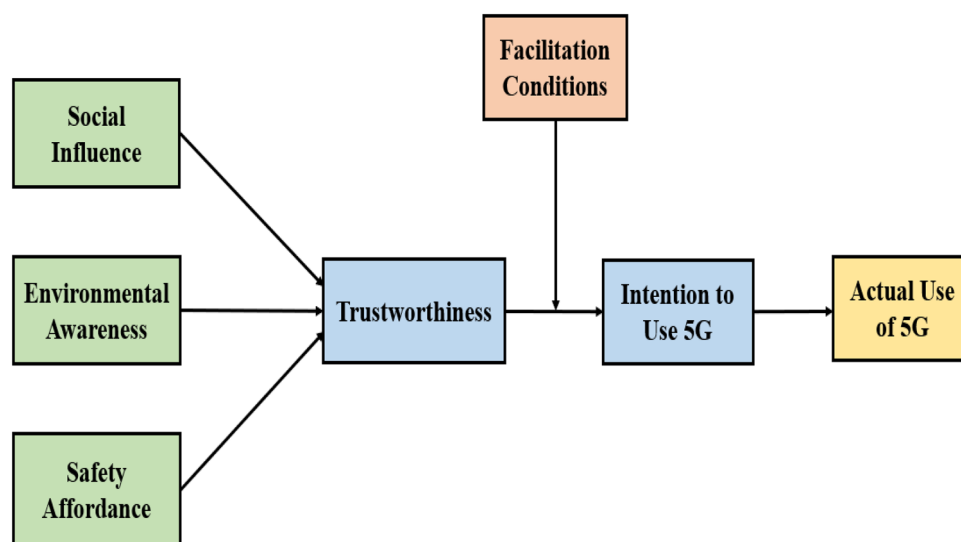 Facilitation
Conditions
Social
Influence
Environmental
Awareness
Trustworthiness
Intention to
Use 5G
Actual Use
of 5G
Safety
Affordance